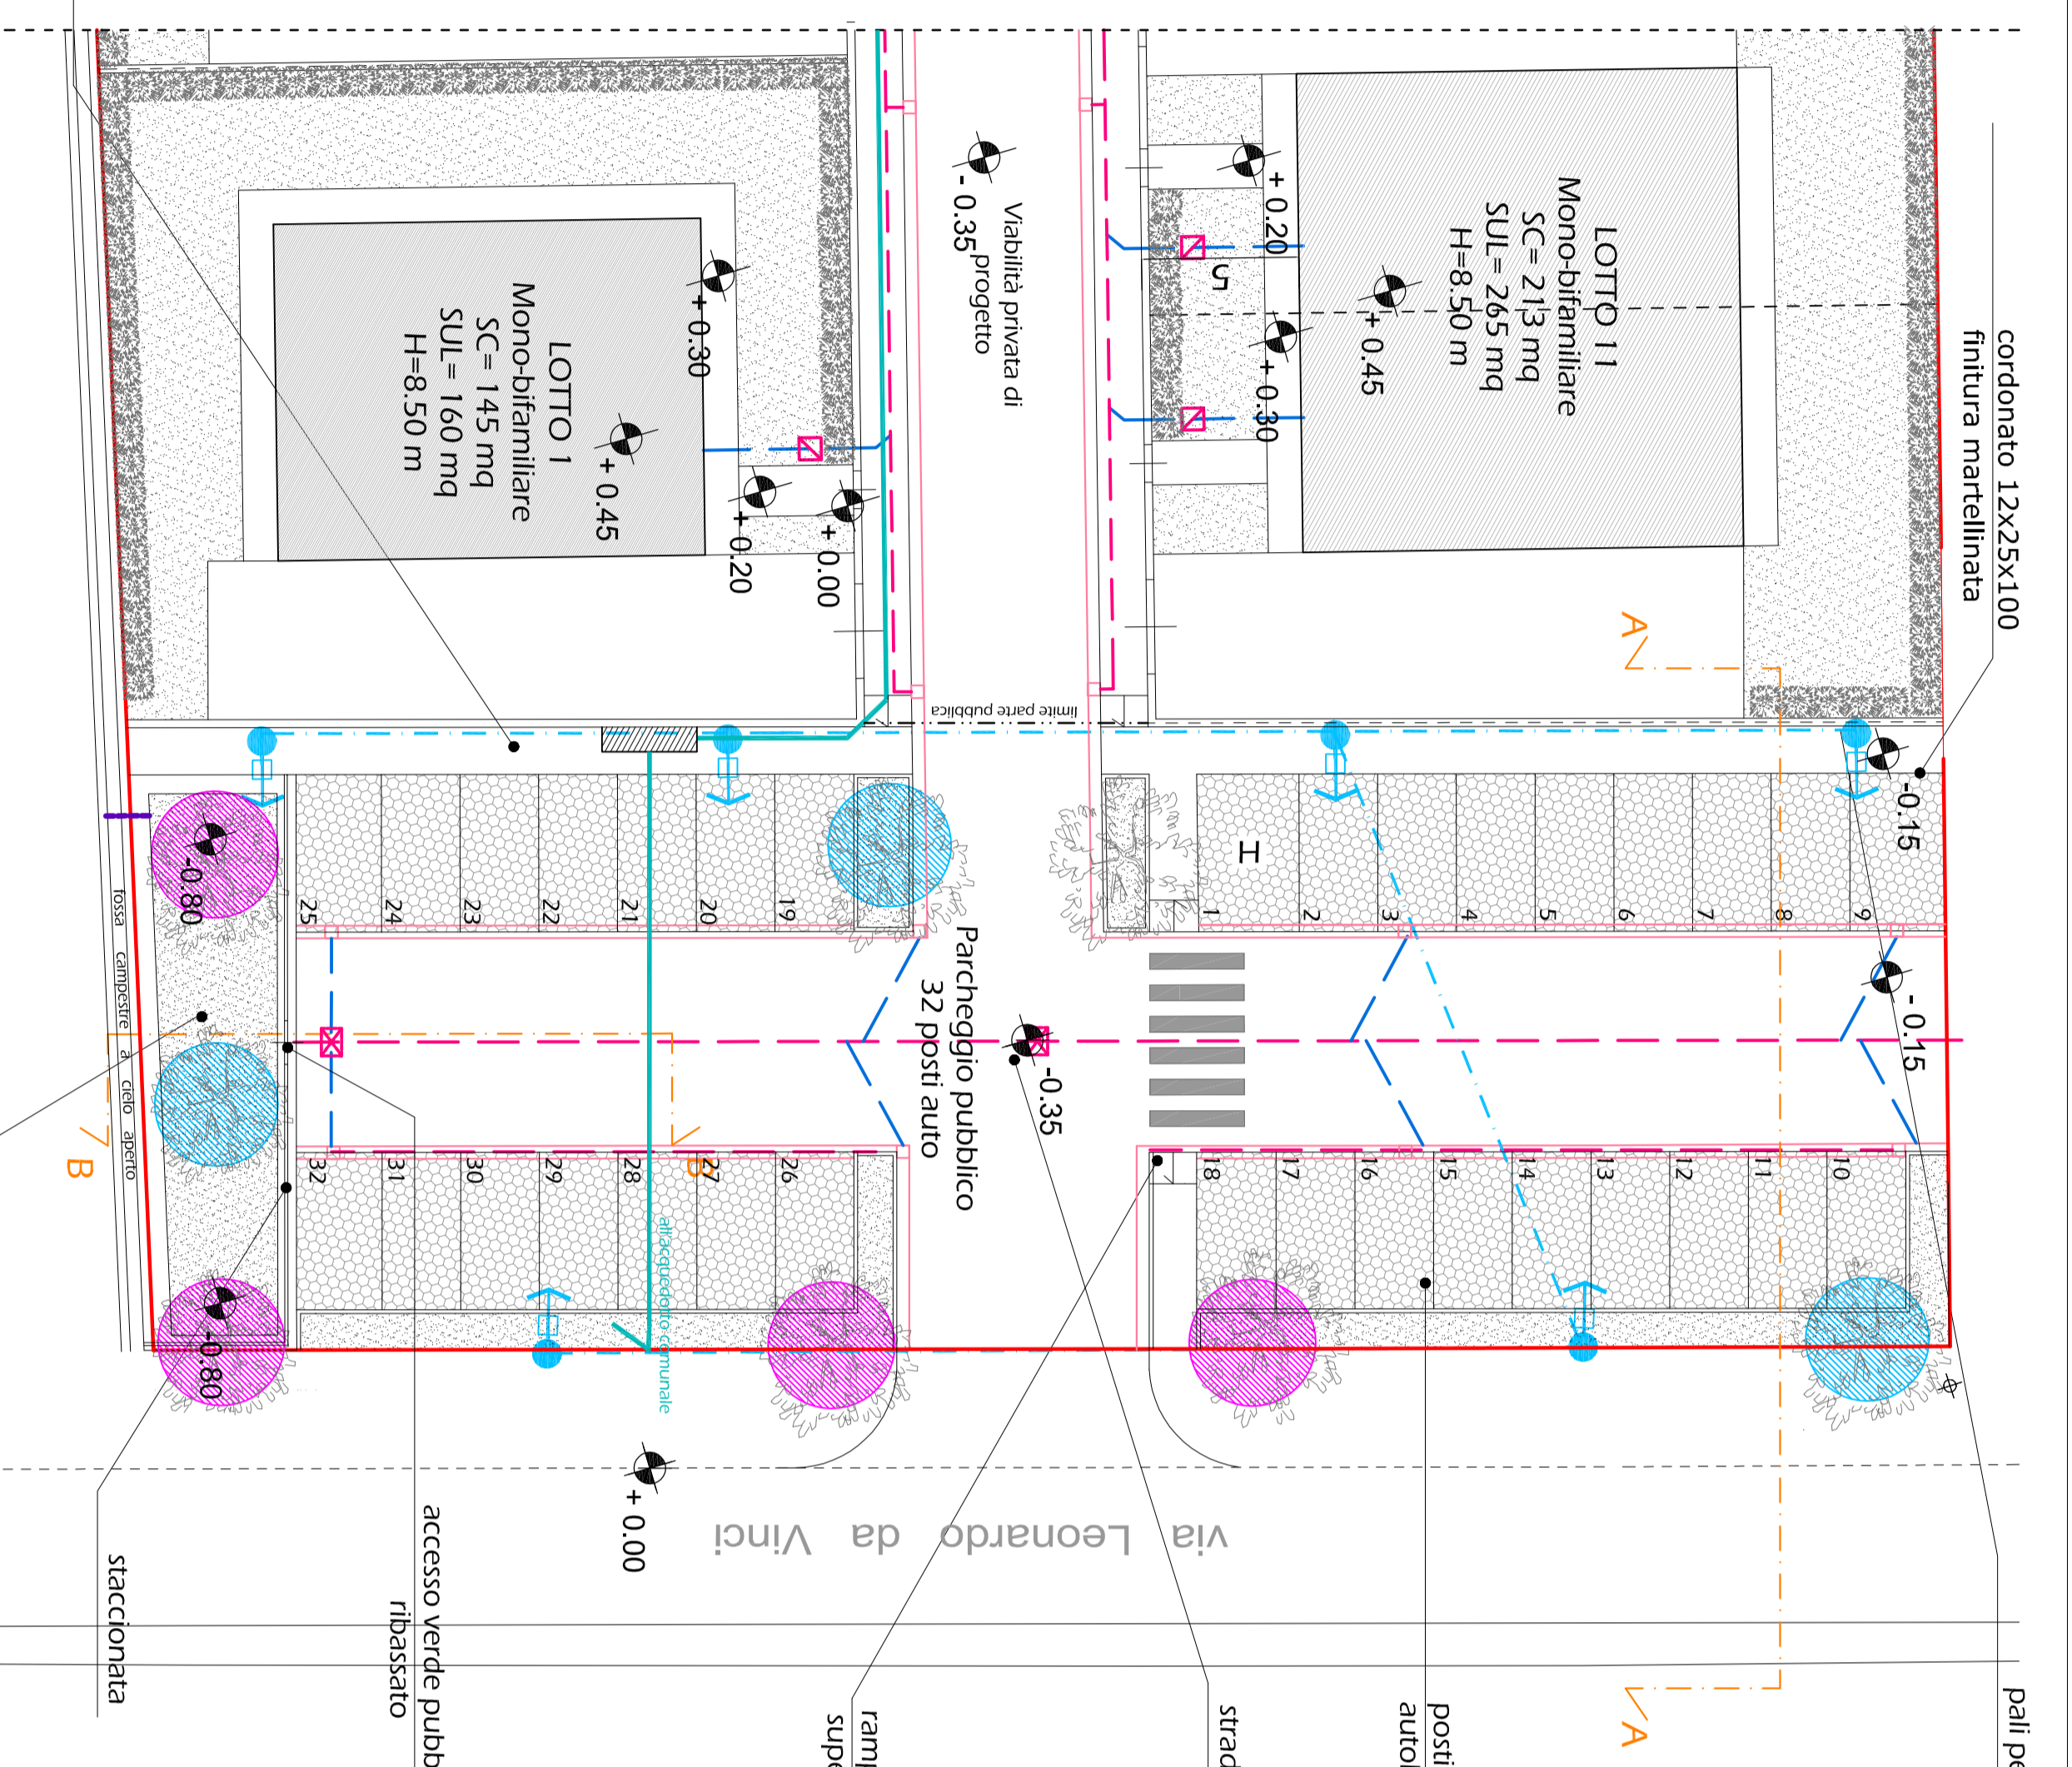 cordonato 12x25x100
finitura martellinata
LOTTO 11
Mono-bifamiliare
SC= 213 mq
SUL= 265 mq
H=8.50 m
+ 0.45
+ 0.20
+ 0.30
5
Viabilità privata di
progetto
- 0.35
LOTTO 1
Mono-bifamiliare
SC= 145 mq
SUL= 160 mq
H=8.50 m
+ 0.45
+ 0.30
+ 0.20
+ 0.00
A
limite parte pubblica
-0.15
- 0.15
H
1
2
3
4
5
6
7
8
9
19
20
21
22
23
24
25
-0.80
fossa campestre a cielo aperto
Parcheggio pubblico
32 posti auto
-0.35
10
11
12
13
14
15
16
17
18
26
27
28
29
30
31
32
B
B
all'acquedotto comunale
-0.80
+ 0.00
via Leonardo da Vinci
staccionata
accesso verde pubb
ribassato
ramp
supe
strad
posti
autol
A
pali pe